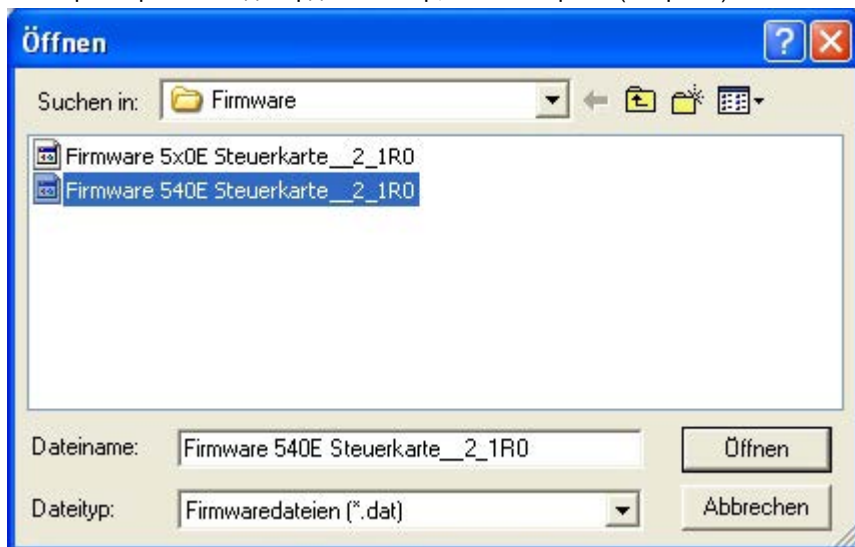 Öffnen
Suchen in: Firmware
Firmware 5x0E Steuerkarte__2_1R0
Firmware 540E Steuerkarte__2_1R0
Dateiname: Firmware 540E Steuerkarte__2_1R0 Öffnen
Dateityp: Firmwaredateien (*.dat) Abbrechen